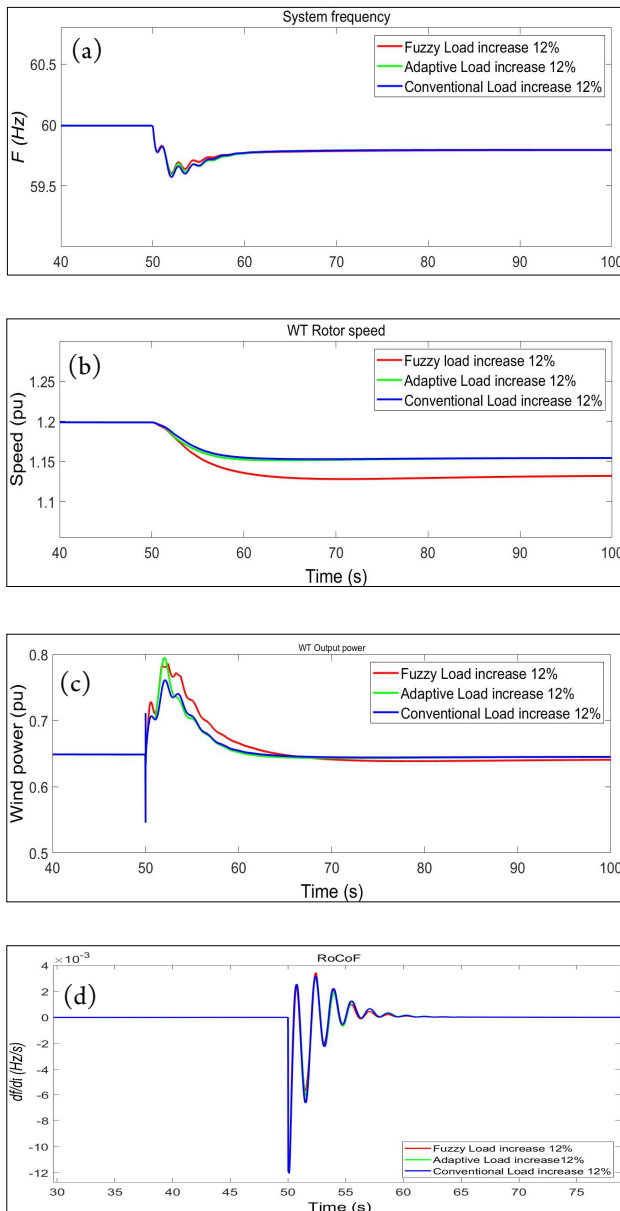 System frequency
(a)
Fuzzy Load increase 12%
Adaptive Load increase 12%
Conventional Load increase 12%
F (Hz)
60.5
60
59.5
40 50 60 70 80 90 100
WT Rotor speed
(b)
Fuzzy load increase 12%
Adaptive Load increase 12%
Conventional Load increase 12%
Speed (pu)
1.25
1.2
1.15
1.1
40 50 60 70 80 90 100
Time (s)
WT Output power
(c)
Fuzzy Load increase 12%
Adaptive Load increase 12%
Conventional Load increase 12%
Wind power (pu)
0.8
0.7
0.6
0.5
40 50 60 70 80 90 100
Time (s)
×10⁻³
RoCoF
(d)
df/dt (Hz/s)
4
2
0
-2
-4
-6
-8
-10
-12
Fuzzy Load increase 12%
Adaptive Load increase12%
Conventional Load increase 12%
30 35 40 45 50 55 60 65 70 75
Time (s)